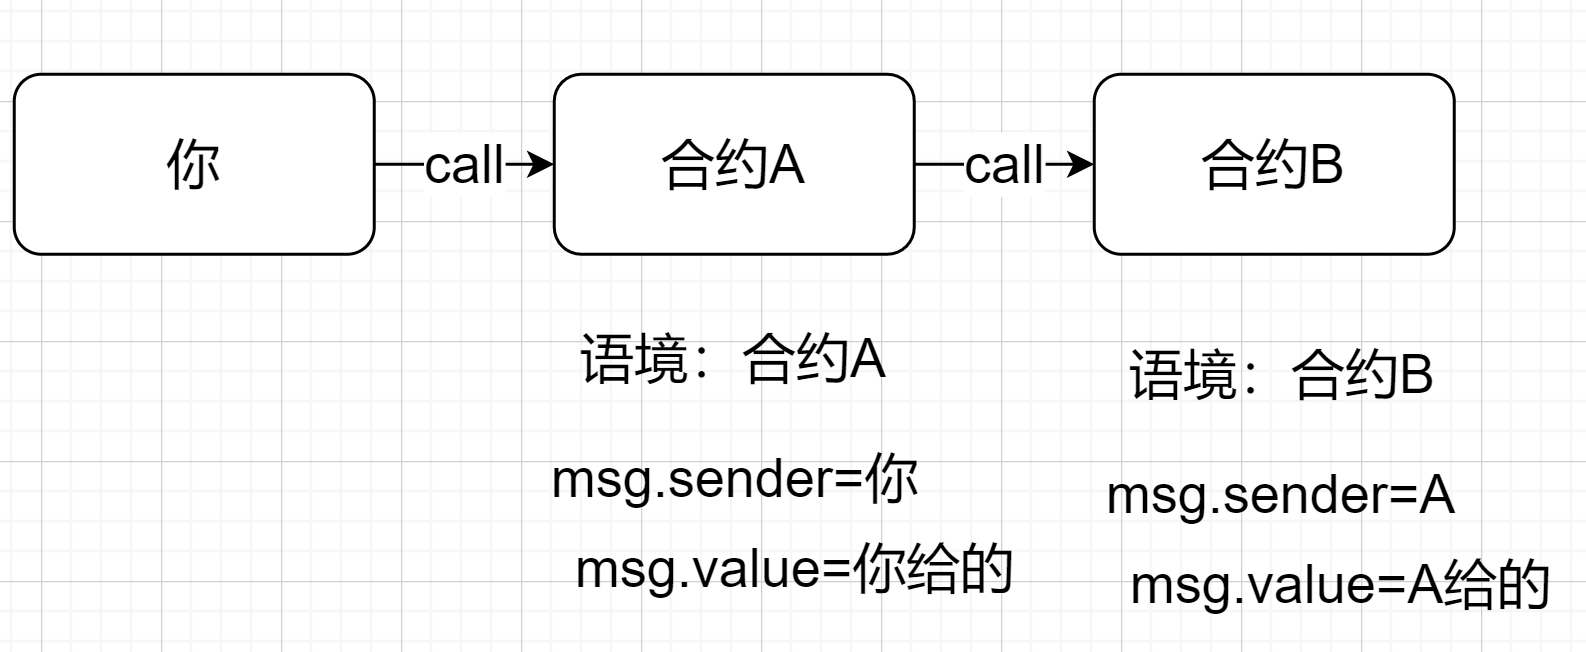 你
call
合约A
call
合约B
语境：合约A
msg.sender=你
msg.value=你给的
语境：合约B
msg.sender=A
msg.value=A给的